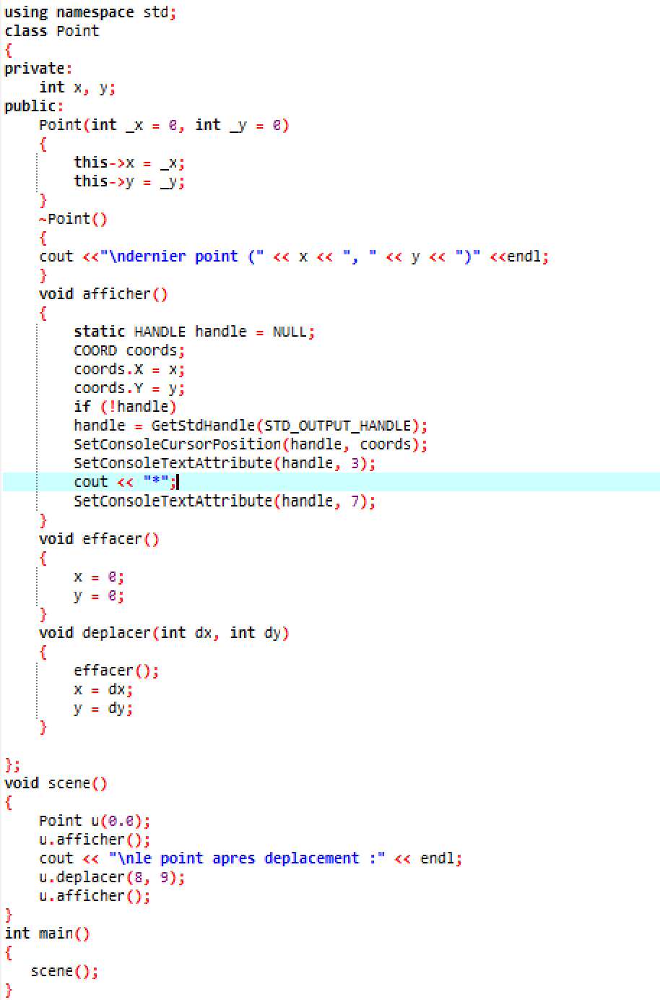 using namespace std;
class Point
{
private:
    int x, y;
public:
    Point(int _x = 0, int _y = 0)
    {
        this->x = _x;
        this->y = _y;
    }
    ~Point()
    {
    cout <<"\ndernier point (" << x << ", " << y << ")" <<endl;
    }
    void afficher()
    {
        static HANDLE handle = NULL;
        COORD coords;
        coords.X = x;
        coords.Y = y;
        if (!handle)
        handle = GetStdHandle(STD_OUTPUT_HANDLE);
        SetConsoleCursorPosition(handle, coords);
        SetConsoleTextAttribute(handle, 3);
        cout << "*";
        SetConsoleTextAttribute(handle, 7);
    }
    void effacer()
    {
        x = 0;
        y = 0;
    }
    void deplacer(int dx, int dy)
    {
        effacer();
        x = dx;
        y = dy;
    }

};
void scene()
{
    Point u(0.0);
    u.afficher();
    cout << "\nle point apres deplacement :" << endl;
    u.deplacer(8, 9);
    u.afficher();
}
int main()
{
   scene();
}